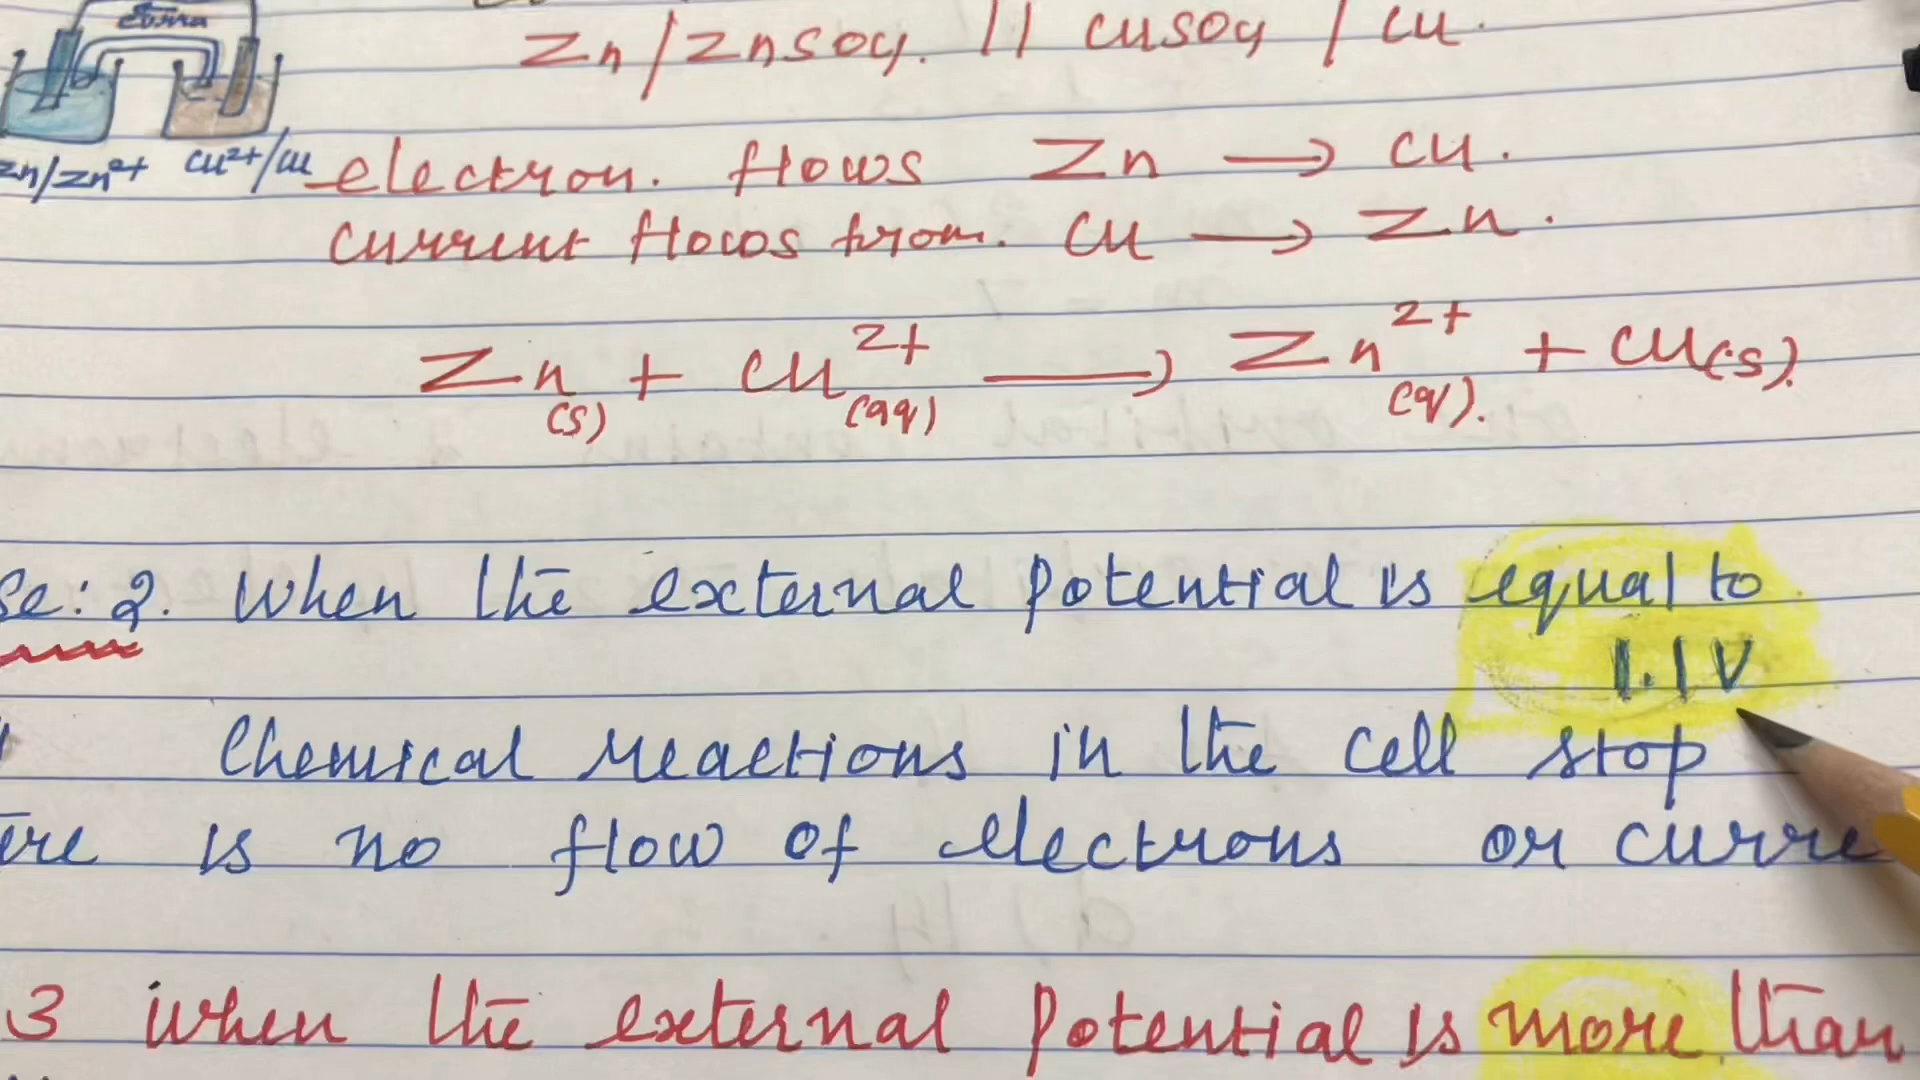 Zn/ZnSO4. || CuSO4 / Cu.
Zn/Zn2+ Cu2+/Cu
electron. flows Zn → Cu.
Current flows from. Cu → Zn.
Zn(s) + Cu2+(aq) → Zn2+(q). + Cu(s).
se: 2. When the external potential is equal to
1.1V
Chemical reactions in the cell stop
ere is no flow of electrons or curre
3 when the external potential is more than